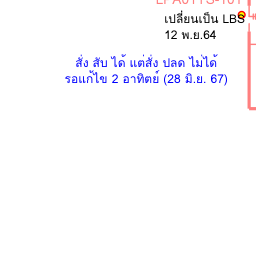 เปลี่ยนเป็น LBS
12 พ.ย.64
สั่ง สับ ได้ แต่สั่ง ปลด ไม่ได้
รอแก้ไข 2 อาทิตย์ (28 มิ.ย. 67)